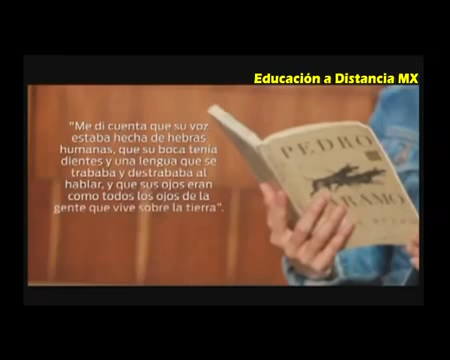 Educación a Distancia MX
"Me di cuenta que su voz
estaba hecha de hebras
humanas, que su boca tenía
dientes y una lengua que se
trababa y destrababa al
hablar, y que sus ojos eran
como todos los ojos de la
gente que vive sobre la tierra".
PEDRO
PÁRAMO